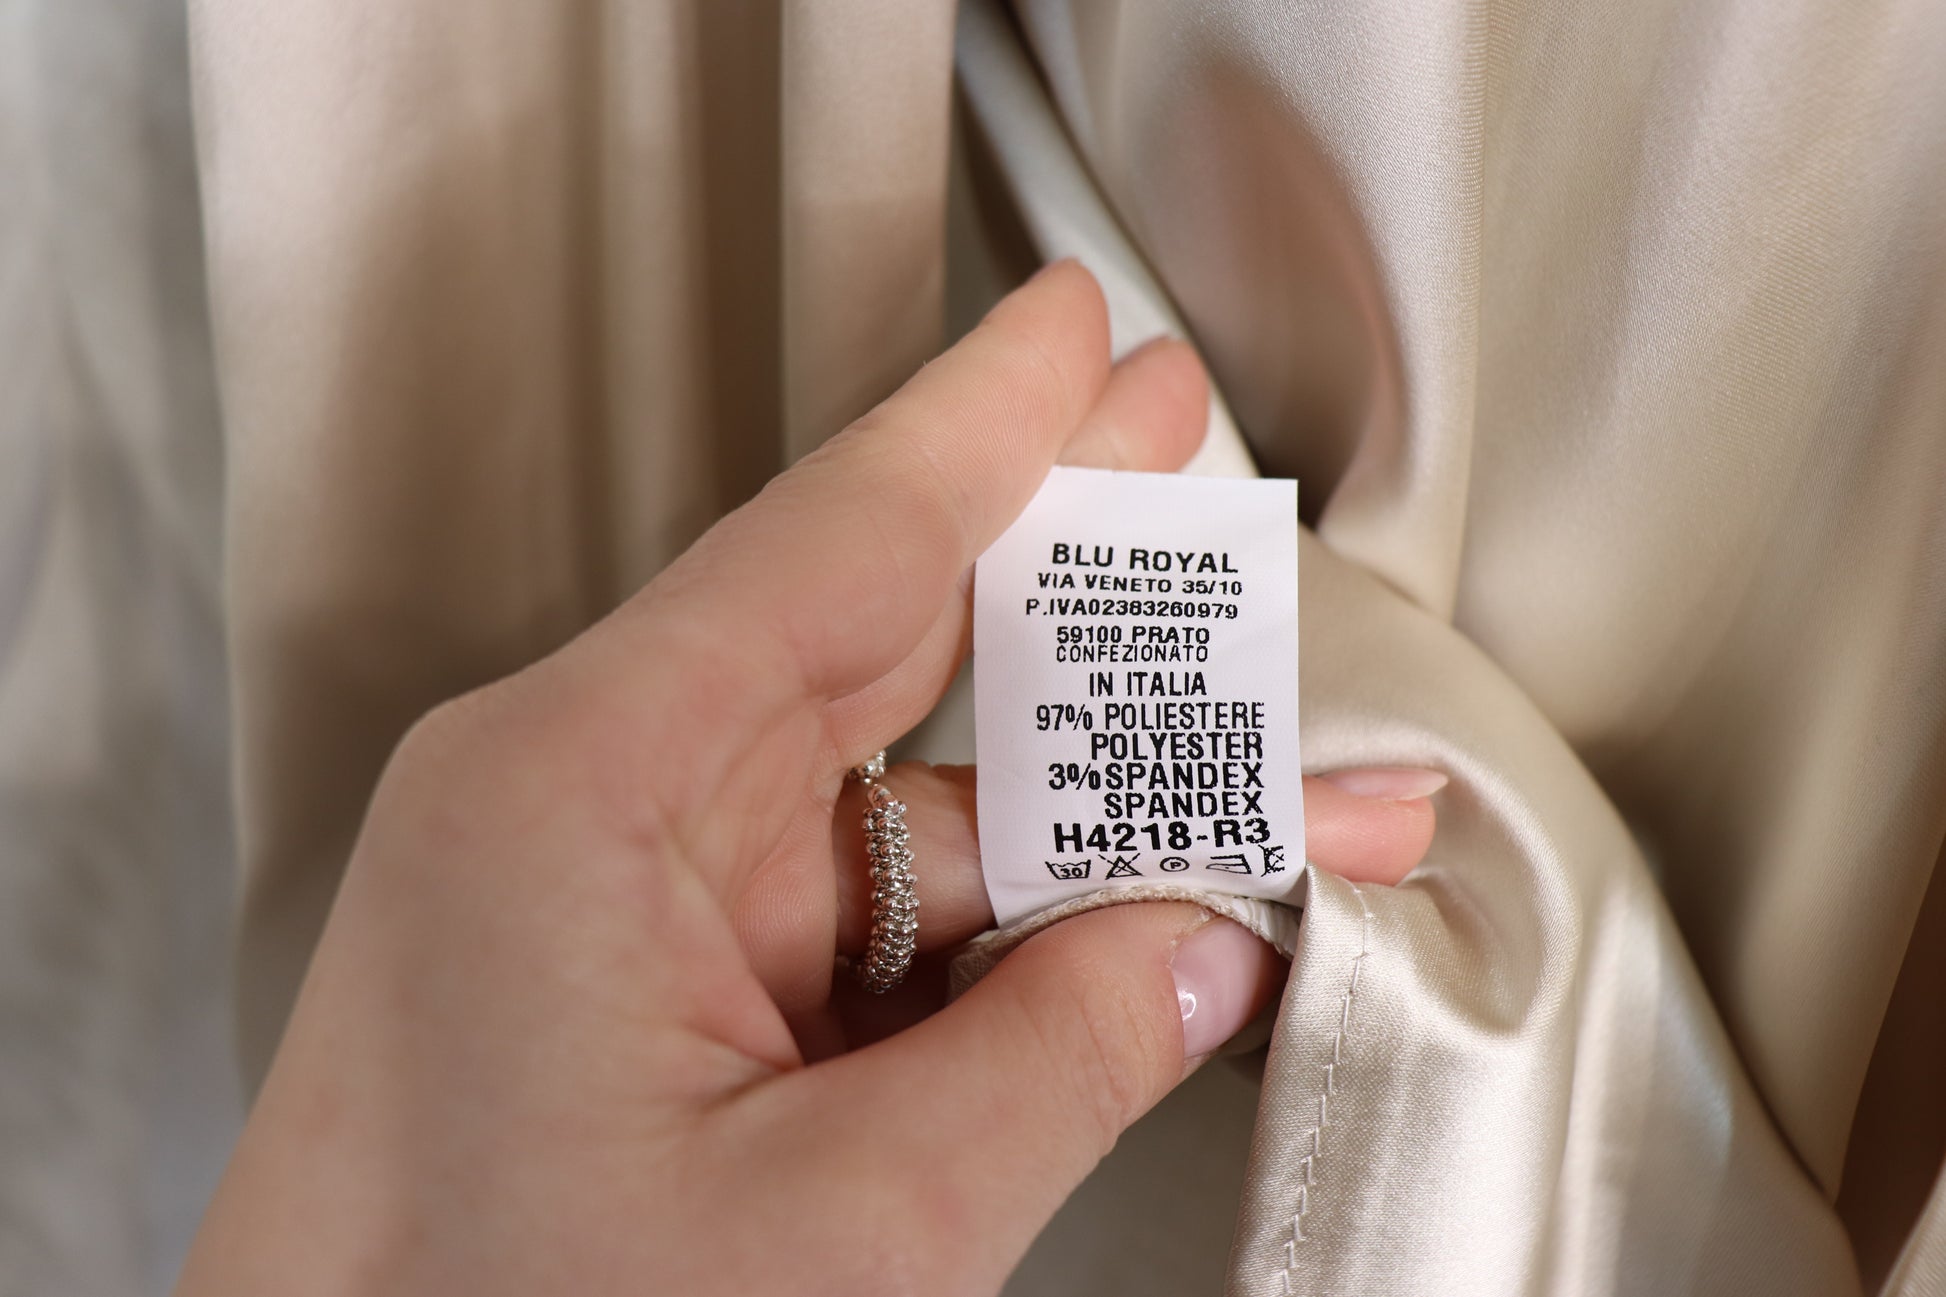 BLU ROYAL
VIA VENETO 35/10
P.IVA02383260979
59100 PRATO
CONFEZIONATO
IN ITALIA
97% POLIESTERE
POLYESTER
3%SPANDEX
SPANDEX
H4218-R3
30 P